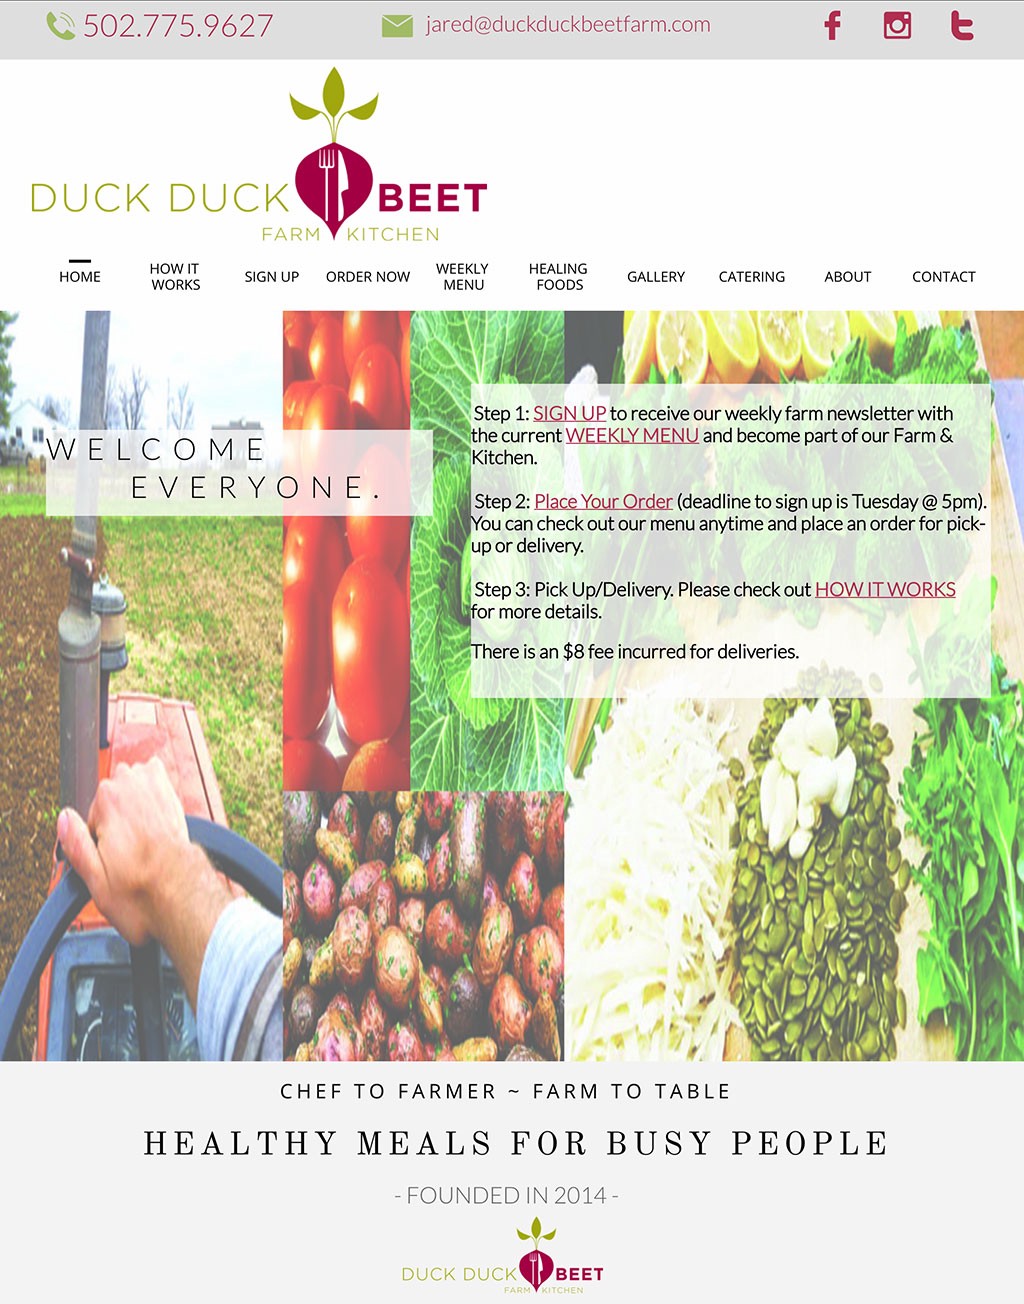 502.775.9627 jared@duckduckbeetfarm.com
DUCK DUCK BEET
FARM KITCHEN
HOME HOW IT WORKS SIGN UP ORDER NOW WEEKLY MENU HEALING FOODS GALLERY CATERING ABOUT CONTACT
WELCOME
EVERYONE.
Step 1: SIGN UP to receive our weekly farm newsletter with
the current WEEKLY MENU and become part of our Farm &
Kitchen.
Step 2: Place Your Order (deadline to sign up is Tuesday @ 5pm).
You can check out our menu anytime and place an order for pick-
up or delivery.
Step 3: Pick Up/Delivery. Please check out HOW IT WORKS
for more details.
There is an $8 fee incurred for deliveries.
CHEF TO FARMER ~ FARM TO TABLE
HEALTHY MEALS FOR BUSY PEOPLE
- FOUNDED IN 2014 -
DUCK DUCK BEET
FARM KITCHEN